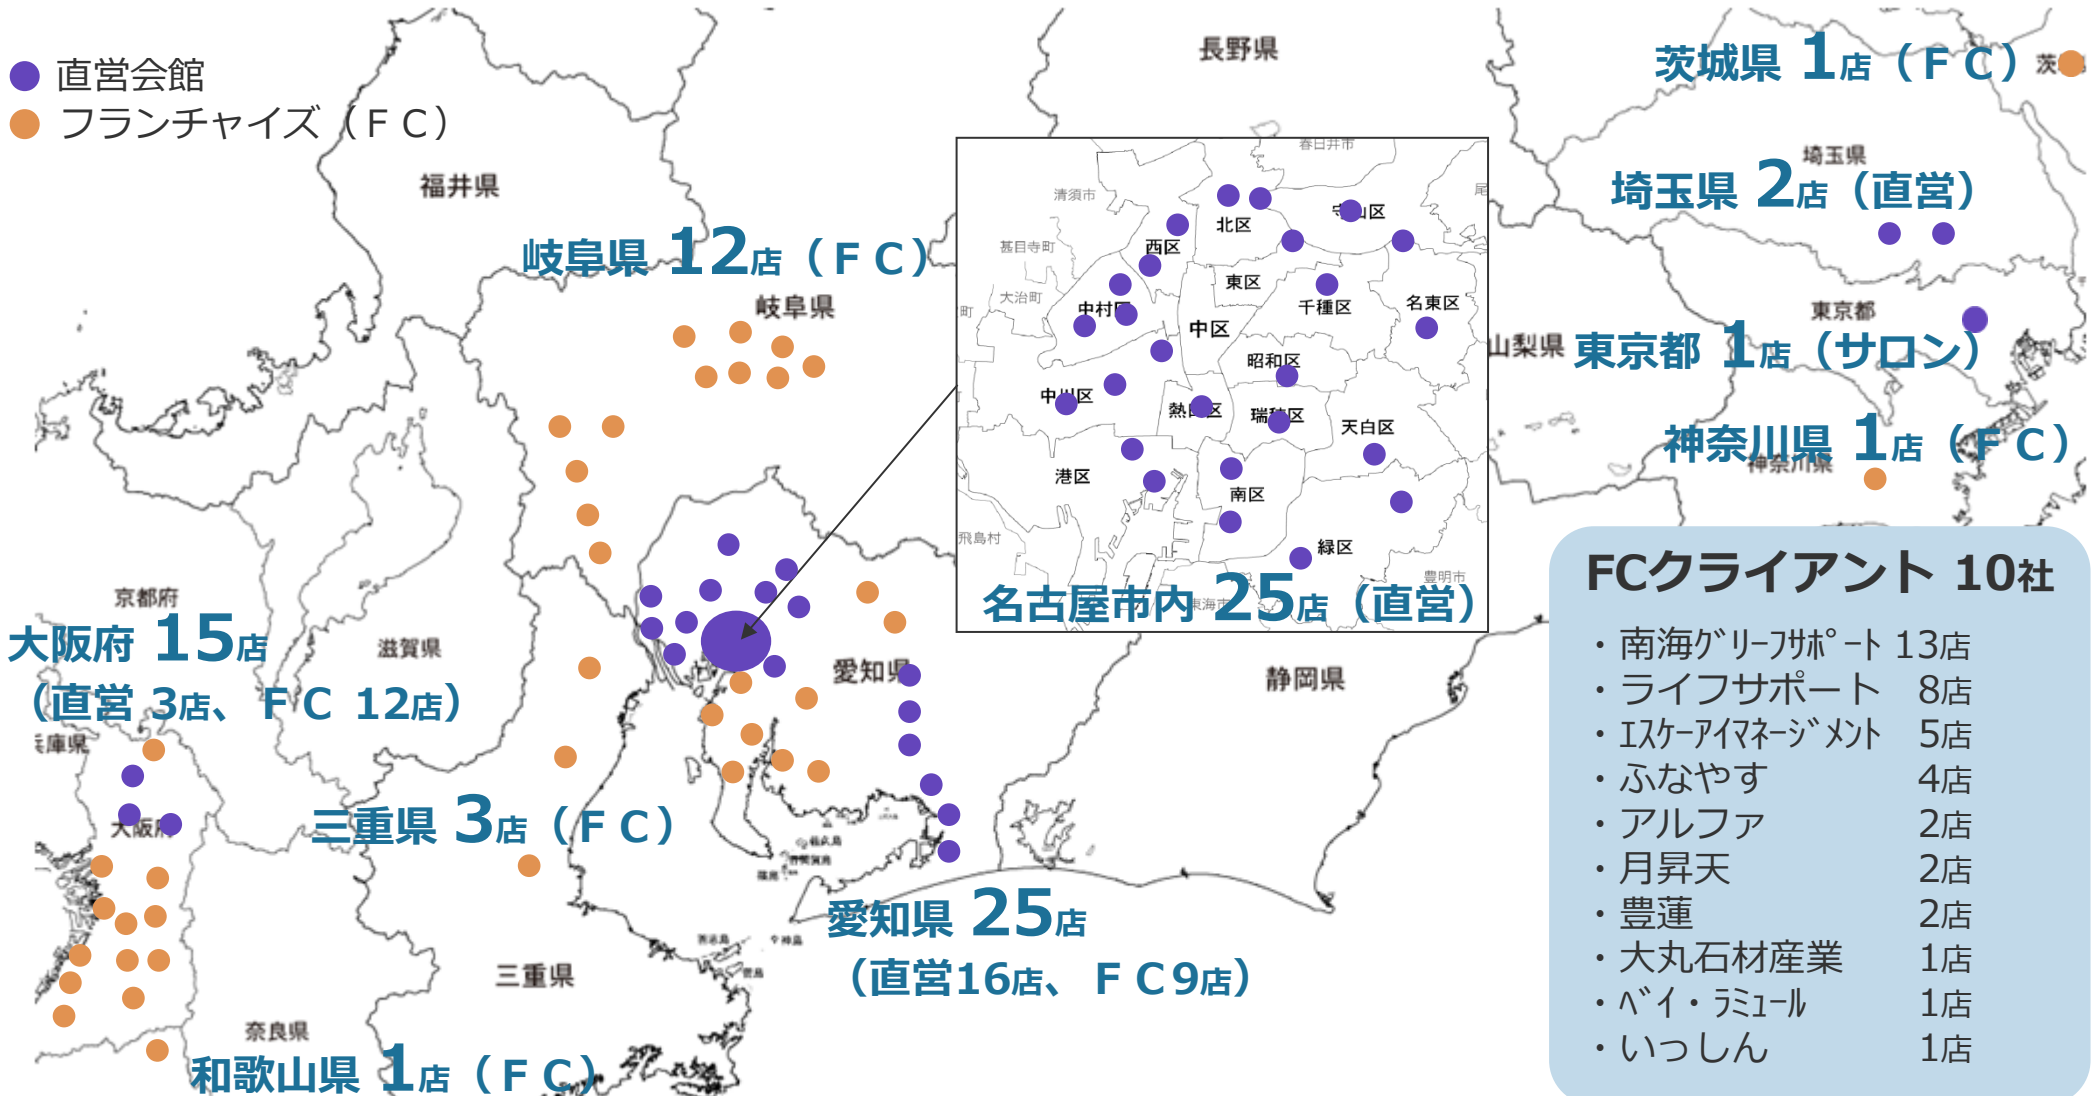 直営会館
フランチャイズ（ＦＣ）
長野県
茨城県 1店（ＦＣ）
福井県
埼玉県
埼玉県 2店（直営）
岐阜県 12店（ＦＣ）
岐阜県
春日井市
清須市
北区
守山区
西区
甚目寺町
東区
大治町
千種区
名東区
町
中村区
中区
昭和区
中川区
熱田区
瑞穂区
天白区
港区
南区
飛島村
緑区
豊明市
東海市
名古屋市内 25店（直営）
東京都
山梨県
東京都 1店（サロン）
神奈川県 1店（ＦＣ）
神奈川県
京都府
大阪府 15店
（直営 3店、ＦＣ 12店）
滋賀県
愛知県
静岡県
兵庫県
大阪府
三重県 3店（ＦＣ）
愛知県 25店
（直営16店、ＦＣ9店）
三重県
奈良県
和歌山県 1店（ＦＣ）
FCクライアント 10社
・南海ｸﾞﾘｰﾌｻﾎﾟｰﾄ 13店
・ライフサポート 8店
・ｴｽｹｰｱｲﾏﾈｰｼﾞﾒﾝﾄ 5店
・ふなやす 4店
・アルファ 2店
・月昇天 2店
・豊蓮 2店
・大丸石材産業 1店
・ﾍﾞｲ・ﾗﾐｭｰﾙ 1店
・いっしん 1店